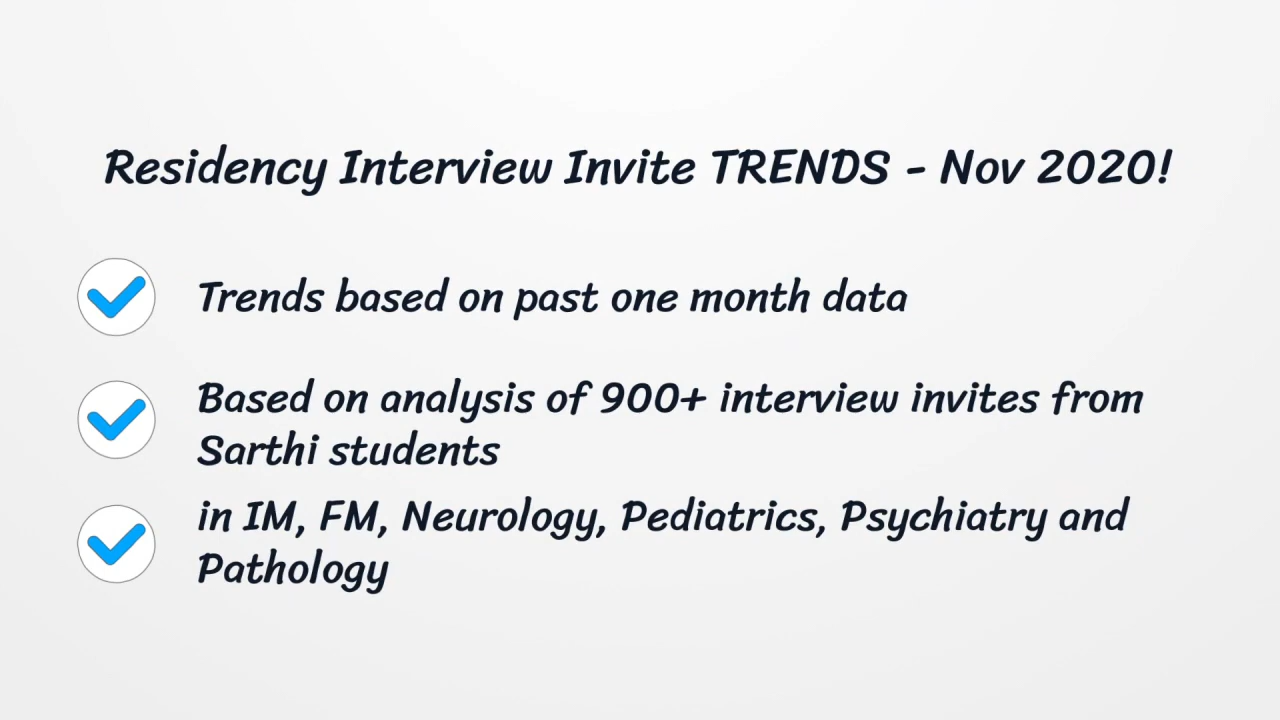 Residency Interview Invite TRENDS - Nov 2020!
Trends based on past one month data
Based on analysis of 900+ interview invites from
Sarthi students
in IM, FM, Neurology, Pediatrics, Psychiatry and
Pathology